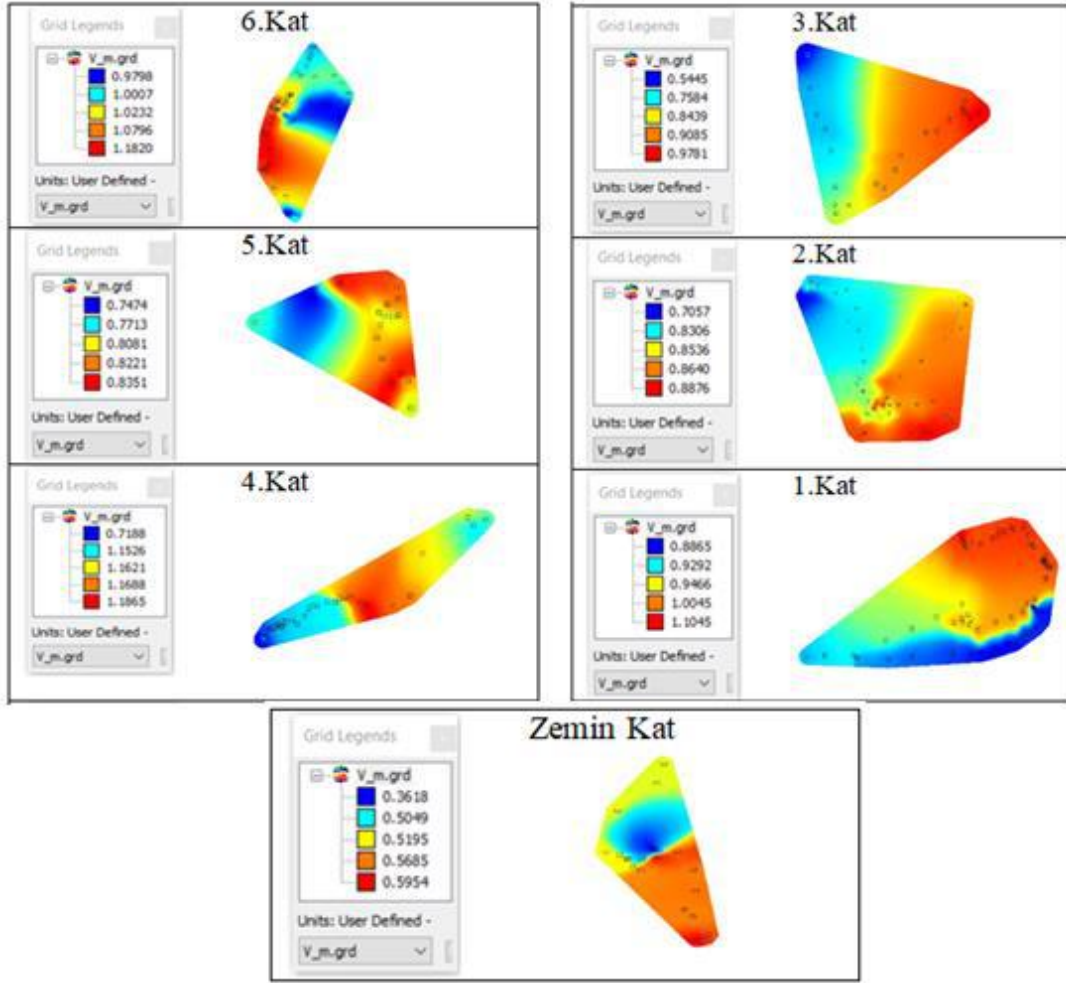 Grid Legends
6.Kat
V_m.grd
0.9798
1.0007
1.0232
1.0796
1.1820
Units: User Defined -
V_m.grd
Grid Legends
3.Kat
V_m.grd
0.5445
0.7584
0.8439
0.9085
0.9781
Units: User Defined -
V_m.grd
Grid Legends
5.Kat
V_m.grd
0.7474
0.7713
0.8081
0.8221
0.8351
Units: User Defined -
V_m.grd
Grid Legends
2.Kat
V_m.grd
0.7057
0.8306
0.8536
0.8640
0.8876
Units: User Defined -
V_m.grd
Grid Legends
4.Kat
V_m.grd
0.7188
1.1526
1.1621
1.1688
1.1865
Units: User Defined -
V_m.grd
Grid Legends
1.Kat
V_m.grd
0.8865
0.9292
0.9466
1.0045
1.1045
Units: User Defined -
V_m.grd
Grid Legends
Zemin Kat
V_m.grd
0.3618
0.5049
0.5195
0.5685
0.5954
Units: User Defined -
V_m.grd